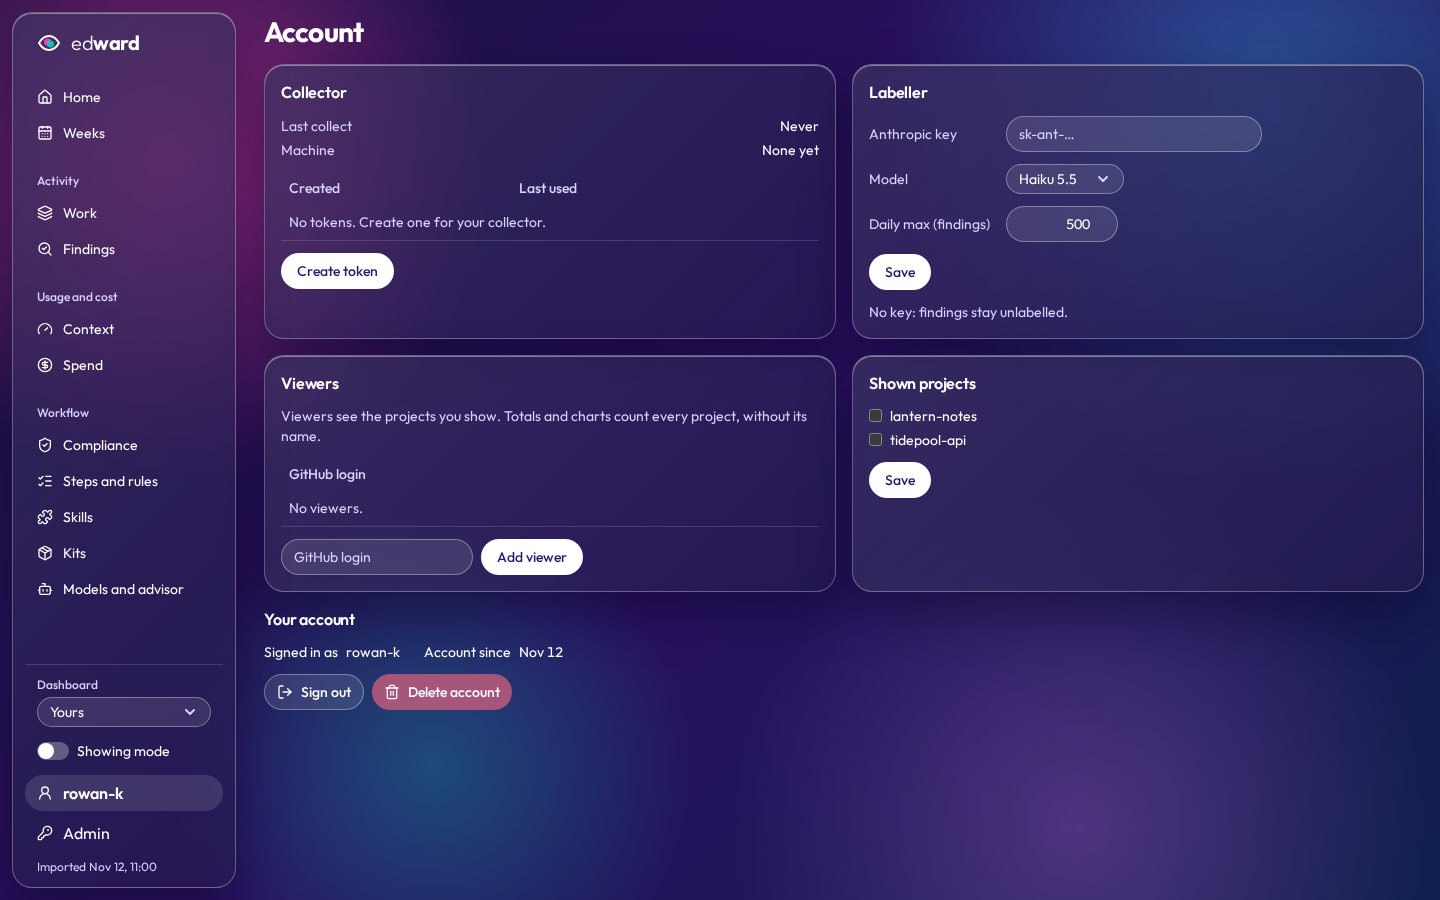 edward
Home
Weeks
Activity
Work
Findings
Usage and cost
Context
Spend
Workflow
Compliance
Steps and rules
Skills
Kits
Models and advisor
Dashboard
Yours
Showing mode
rowan-k
Admin
Imported Nov 12, 11:00
Account
Collector
Last collect Never
Machine None yet
Created Last used
No tokens. Create one for your collector.
Create token
Labeller
Anthropic key sk-ant-...
Model Haiku 5.5
Daily max (findings) 500
Save
No key: findings stay unlabelled.
Viewers
Viewers see the projects you show. Totals and charts count every project, without its
name.
GitHub login
No viewers.
GitHub login Add viewer
Shown projects
lantern-notes
tidepool-api
Save
Your account
Signed in as rowan-k Account since Nov 12
Sign out Delete account